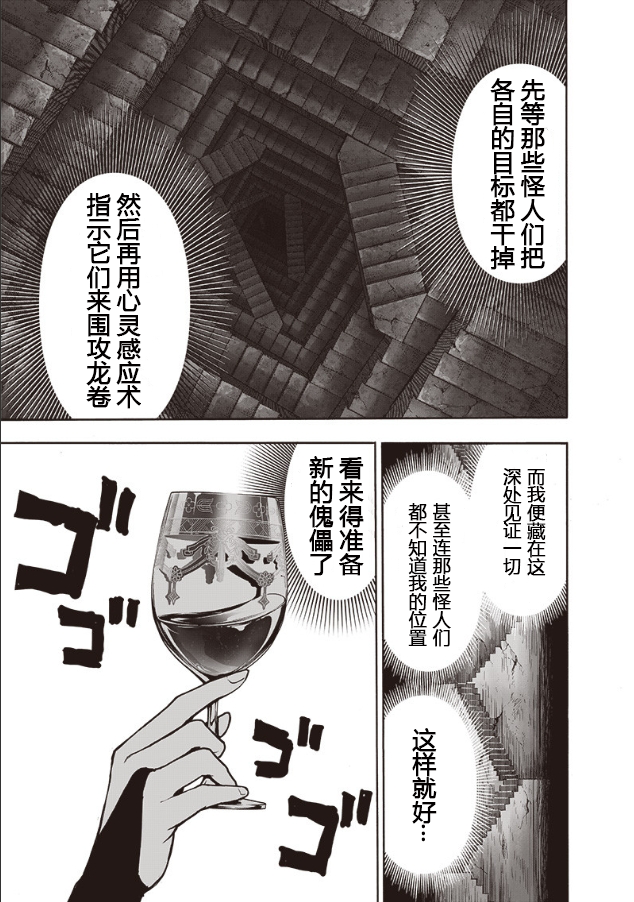 先等那些怪人们把
各自的目标都干掉
然后再用心灵感应术
指示它们来围攻龙卷
而我便藏在这
深处见证一切
甚至连那些怪人们
都不知道我的位置
这样就好…
看来得准备
新的傀儡了
ゴゴ
ゴゴ